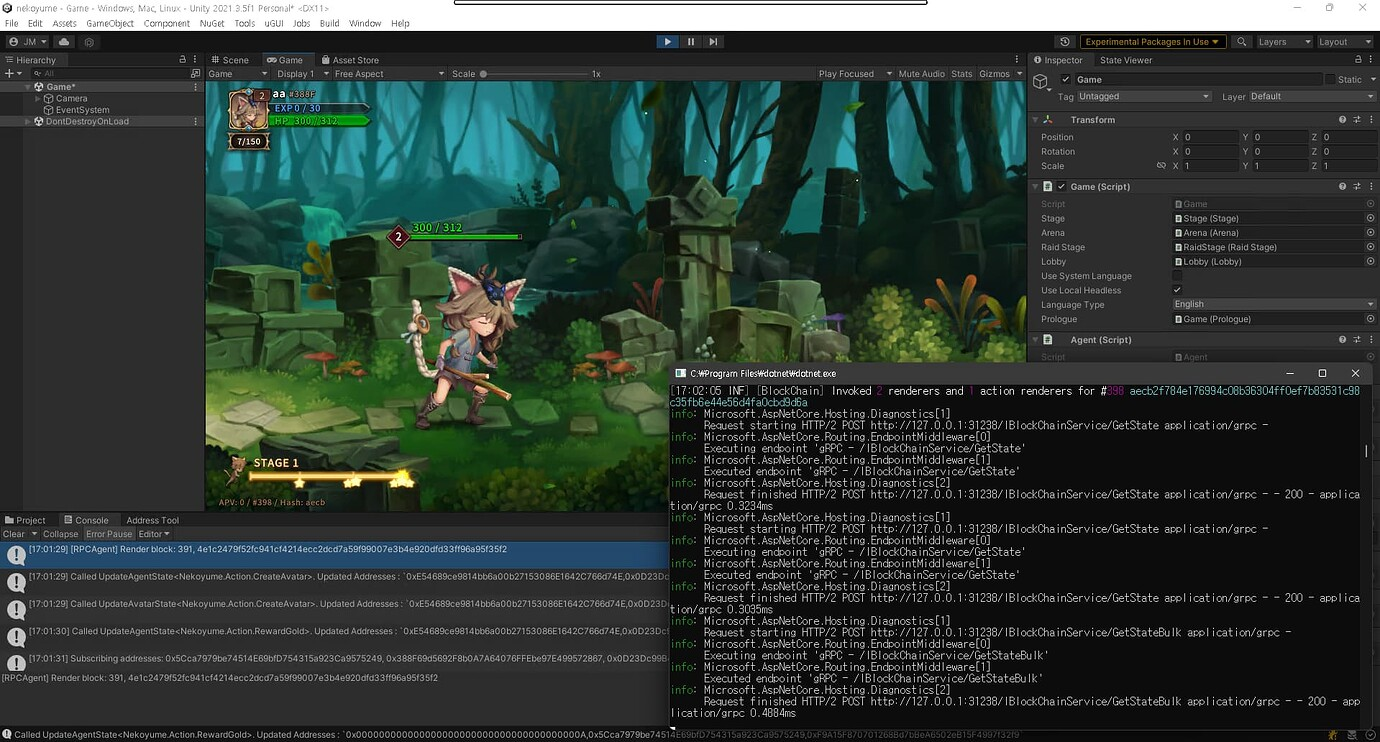 nekoyume - Game - Windows, Mac, Linux - Unity 2021.3.5f1 Personal* <DX11>
File Edit Assets GameObject Component NuGet Tools uGUI Jobs Build Window Help
JM
Experimental Packages In Use
Layers
Layout
Hierarchy
All
Game*
Camera
EventSystem
DontDestroyOnLoad
Scene Game Asset Store
Game Display 1 Free Aspect Scale 1x Play Focused Mute Audio Stats Gizmos
2 aa #388F
EXP 0 / 30
HP 300 / 312
7/150
2 300 / 312
STAGE 1
APV: 0 / #398 / Hash: aecb
Inspector State Viewer
Game Static
Tag Untagged Layer Default
Transform
Position X 0 Y 0 Z 0
Rotation X 0 Y 0 Z 0
Scale X 1 Y 1 Z 1
Game (Script)
Script Game
Stage Stage (Stage)
Arena Arena (Arena)
Raid Stage RaidStage (Raid Stage)
Lobby Lobby (Lobby)
Use System Language
Use Local Headless
Language Type English
Prologue Game (Prologue)
Agent (Script)
Script Agent
Project Console Address Tool
Clear Collapse Error Pause Editor
[17:01:29] [RPCAgent] Render block: 391, 4e1c2479f52fc941cf4214ecc2dcd7a59f99007e3b4e920dfd33ff96a95f35f2
[17:01:29] Called UpdateAgentState<Nekoyume.Action.CreateAvatar>. Updated Addresses : `0xE54689ce9814bb6a00b27153086E1642C766d74E,0x0D23Dc
[17:01:29] Called UpdateAvatarState<Nekoyume.Action.CreateAvatar>. Updated Addresses : `0xE54689ce9814bb6a00b27153086E1642C766d74E,0x0D23Dc
[17:01:30] Called UpdateAgentState<Nekoyume.Action.RewardGold>. Updated Addresses : `0xE54689ce9814bb6a00b27153086E1642C766d74E,0x0D23Dc
[17:01:31] Subscribing addresses: 0x5Cca7979be74514E69bfD754315a923Ca9575249, 0x388F69d5692F8b0A7A64076FFEbe97E499572867, 0x0D23Dc99B
[RPCAgent] Render block: 391, 4e1c2479f52fc941cf4214ecc2dcd7a59f99007e3b4e920dfd33ff96a95f35f2
C:₩Program Files₩dotnet₩dotnet.exe
[17:02:05 INF] [BlockChain] Invoked 2 renderers and 1 action renderers for #398 aecb2f784e176994c08b36304ff0ef7b83531c98
c35fb6e44e56d4fa0cbd9d6a
info: Microsoft.AspNetCore.Hosting.Diagnostics[1]
Request starting HTTP/2 POST http://127.0.0.1:31238/IBlockChainService/GetState application/grpc -
info: Microsoft.AspNetCore.Routing.EndpointMiddleware[0]
Executing endpoint 'gRPC - /IBlockChainService/GetState'
info: Microsoft.AspNetCore.Routing.EndpointMiddleware[1]
Executed endpoint 'gRPC - /IBlockChainService/GetState'
info: Microsoft.AspNetCore.Hosting.Diagnostics[2]
Request finished HTTP/2 POST http://127.0.0.1:31238/IBlockChainService/GetState application/grpc - - 200 - applica
tion/grpc 0.3234ms
info: Microsoft.AspNetCore.Hosting.Diagnostics[1]
Request starting HTTP/2 POST http://127.0.0.1:31238/IBlockChainService/GetState application/grpc -
info: Microsoft.AspNetCore.Routing.EndpointMiddleware[0]
Executing endpoint 'gRPC - /IBlockChainService/GetState'
info: Microsoft.AspNetCore.Routing.EndpointMiddleware[1]
Executed endpoint 'gRPC - /IBlockChainService/GetState'
info: Microsoft.AspNetCore.Hosting.Diagnostics[2]
Request finished HTTP/2 POST http://127.0.0.1:31238/IBlockChainService/GetState application/grpc - - 200 - applica
tion/grpc 0.3035ms
info: Microsoft.AspNetCore.Hosting.Diagnostics[1]
Request starting HTTP/2 POST http://127.0.0.1:31238/IBlockChainService/GetStateBulk application/grpc -
info: Microsoft.AspNetCore.Routing.EndpointMiddleware[0]
Executing endpoint 'gRPC - /IBlockChainService/GetStateBulk'
info: Microsoft.AspNetCore.Routing.EndpointMiddleware[1]
Executed endpoint 'gRPC - /IBlockChainService/GetStateBulk'
info: Microsoft.AspNetCore.Hosting.Diagnostics[2]
Request finished HTTP/2 POST http://127.0.0.1:31238/IBlockChainService/GetStateBulk application/grpc - - 200 - app
lication/grpc 0.4884ms
Called UpdateAgentState<Nekoyume.Action.RewardGold>. Updated Addresses :